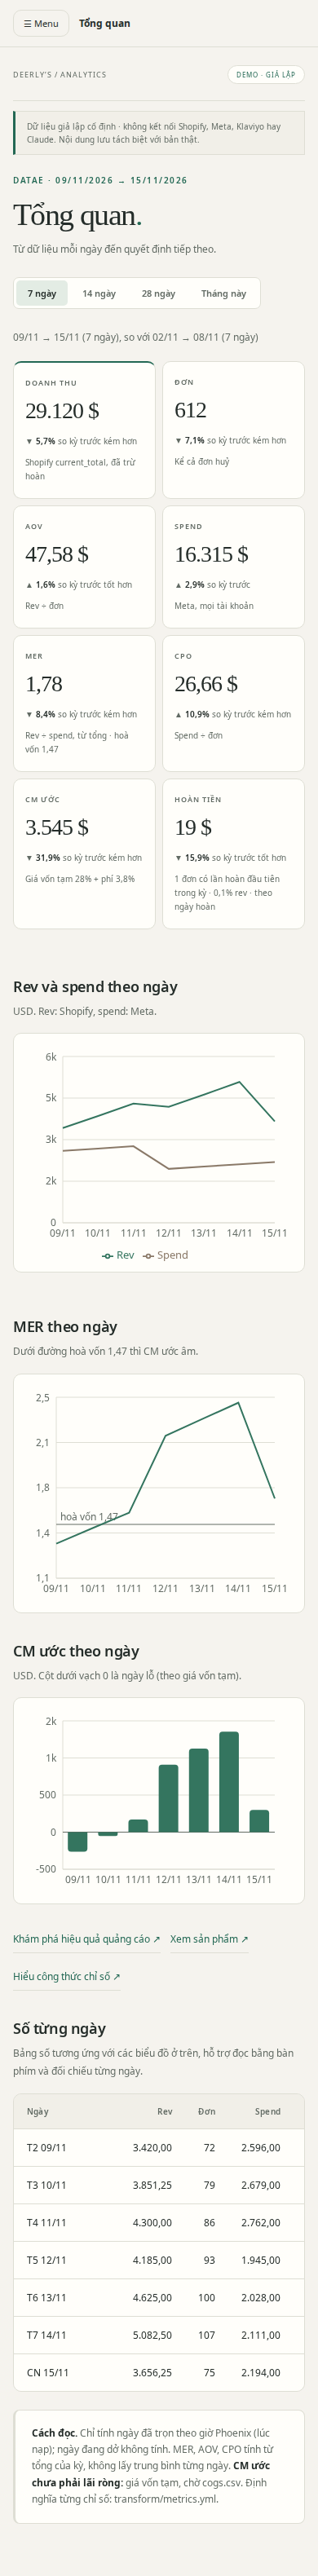 ☰ Menu Tổng quan
DEERLY'S / ANALYTICS DEMO · GIẢ LẬP
Dữ liệu giả lập cố định · không kết nối Shopify, Meta, Klaviyo hay
Claude. Nội dung lưu tách biệt với bản thật.
DATAE · 09/11/2026 → 15/11/2026
Tổng quan.
Từ dữ liệu mỗi ngày đến quyết định tiếp theo.
7 ngày 14 ngày 28 ngày Tháng này
09/11 → 15/11 (7 ngày), so với 02/11 → 08/11 (7 ngày)
DOANH THU
29.120 $
▼ 5,7% so kỳ trước kém hơn
Shopify current_total, đã trừ
hoàn
ĐƠN
612
▼ 7,1% so kỳ trước kém hơn
Kể cả đơn huỷ
AOV
47,58 $
▲ 1,6% so kỳ trước tốt hơn
Rev ÷ đơn
SPEND
16.315 $
▲ 2,9% so kỳ trước
Meta, mọi tài khoản
MER
1,78
▼ 8,4% so kỳ trước kém hơn
Rev ÷ spend, từ tổng · hoà
vốn 1,47
CPO
26,66 $
▲ 10,9% so kỳ trước kém hơn
Spend ÷ đơn
CM ƯỚC
3.545 $
▼ 31,9% so kỳ trước kém hơn
Giá vốn tạm 28% + phí 3,8%
HOÀN TIỀN
19 $
▼ 15,9% so kỳ trước tốt hơn
1 đơn có lần hoàn đầu tiên
trong kỳ · 0,1% rev · theo
ngày hoàn
Rev và spend theo ngày
USD. Rev: Shopify, spend: Meta.
6k
5k
3k
2k
0
09/11 10/11 11/11 12/11 13/11 14/11 15/11
Rev Spend
MER theo ngày
Dưới đường hoà vốn 1,47 thì CM ước âm.
2,5
2,1
1,8
hoà vốn 1,47
1,4
1,1
09/11 10/11 11/11 12/11 13/11 14/11 15/11
CM ước theo ngày
USD. Cột dưới vạch 0 là ngày lỗ (theo giá vốn tạm).
2k
1k
500
0
-500
09/11 10/11 11/11 12/11 13/11 14/11 15/11
Khám phá hiệu quả quảng cáo ↗ Xem sản phẩm ↗
Hiểu công thức chỉ số ↗
Số từng ngày
Bảng số tương ứng với các biểu đồ ở trên, hỗ trợ đọc bằng bàn
phím và đối chiếu từng ngày.
Ngày Rev Đơn Spend
T2 09/11 3.420,00 72 2.596,00
T3 10/11 3.851,25 79 2.679,00
T4 11/11 4.300,00 86 2.762,00
T5 12/11 4.185,00 93 1.945,00
T6 13/11 4.625,00 100 2.028,00
T7 14/11 5.082,50 107 2.111,00
CN 15/11 3.656,25 75 2.194,00
Cách đọc. Chỉ tính ngày đã trọn theo giờ Phoenix (lúc
nap); ngày đang dở không tính. MER, AOV, CPO tính từ
tổng của kỳ, không lấy trung bình từng ngày. CM ước
chưa phải lãi ròng: giá vốn tạm, chờ cogs.csv. Định
nghĩa từng chỉ số: transform/metrics.yml.